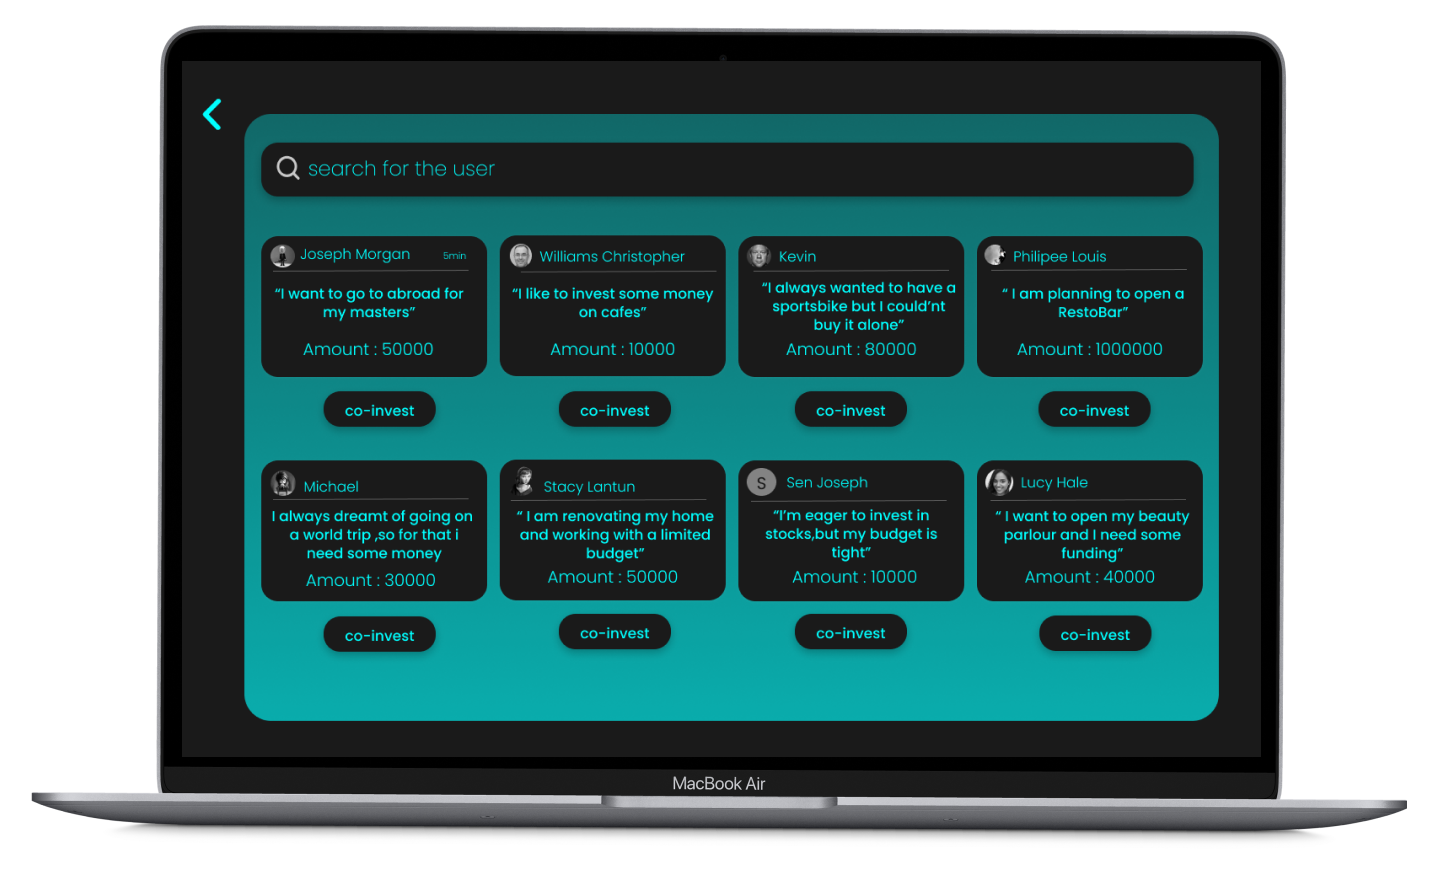 search for the user
Joseph Morgan 5min
“I want to go to abroad for
my masters”
Amount : 50000
co-invest
Williams Christopher
“I like to invest some money
on cafes”
Amount : 10000
co-invest
Kevin
“I always wanted to have a
sportsbike but I could’nt
buy it alone”
Amount : 80000
co-invest
Philipee Louis
“ I am planning to open a
RestoBar”
Amount : 1000000
co-invest
Michael
I always dreamt of going on
a world trip ,so for that i
need some money
Amount : 30000
co-invest
Stacy Lantun
“ I am renovating my home
and working with a limited
budget”
Amount : 50000
co-invest
S Sen Joseph
“I’m eager to invest in
stocks,but my budget is
tight”
Amount : 10000
co-invest
Lucy Hale
“ I want to open my beauty
parlour and I need some
funding”
Amount : 40000
co-invest
MacBook Air